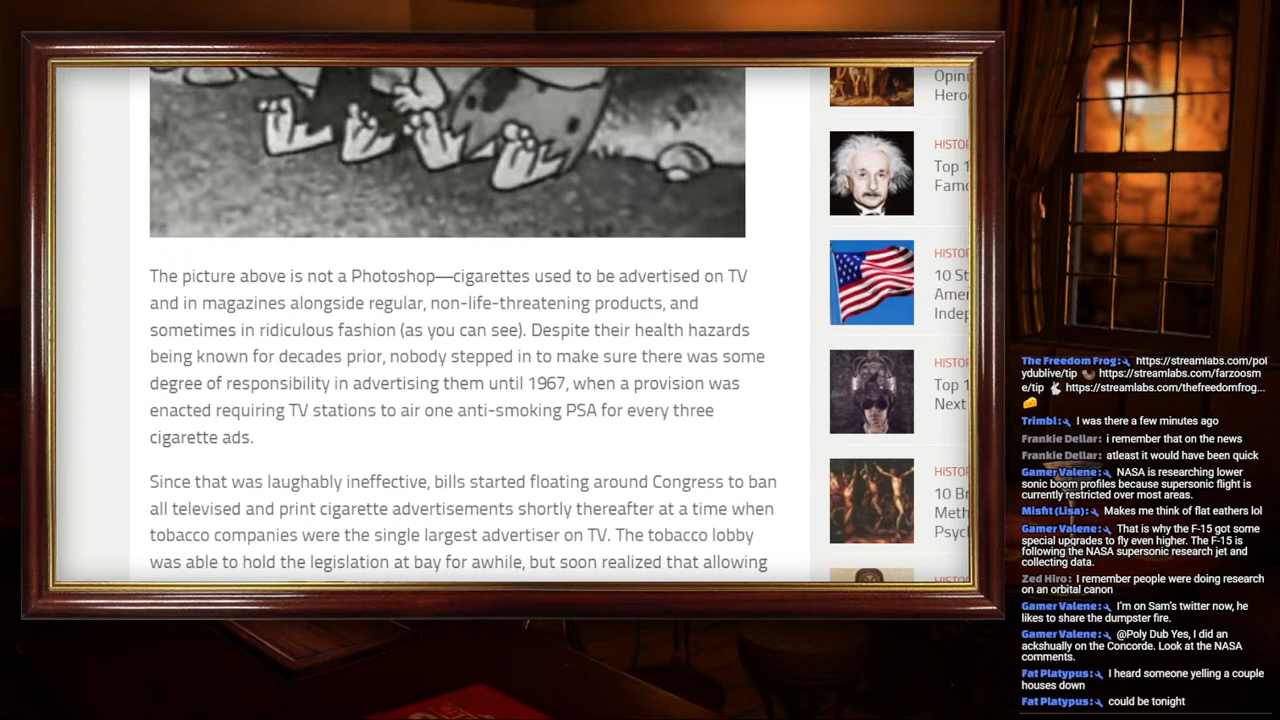 The picture above is not a Photoshop—cigarettes used to be advertised on TV
and in magazines alongside regular, non-life-threatening products, and
sometimes in ridiculous fashion (as you can see). Despite their health hazards
being known for decades prior, nobody stepped in to make sure there was some
degree of responsibility in advertising them until 1967, when a provision was
enacted requiring TV stations to air one anti-smoking PSA for every three
cigarette ads.
Since that was laughably ineffective, bills started floating around Congress to ban
all televised and print cigarette advertisements shortly thereafter at a time when
tobacco companies were the single largest advertiser on TV. The tobacco lobby
was able to hold the legislation at bay for awhile, but soon realized that allowing
Opini
Hero
HISTOR
Top 1
Famo
HISTOR
10 St
Amer
Indep
HISTOR
Top 1
Next
HISTOR
10 Br
Meth
Psych
The Freedom Frog: https://streamlabs.com/pol
ydublive/tip https://streamlabs.com/farzoosm
e/tip https://streamlabs.com/thefreedomfrog...
Trimbl: I was there a few minutes ago
Frankie Dellar: i remember that on the news
Frankie Dellar: atleast it would have been quick
Gamer Valene: NASA is researching lower
sonic boom profiles because supersonic flight is
currently restricted over most areas.
Misfit (Lisa): Makes me think of flat eathers lol
Gamer Valene: That is why the F-15 got some
special upgrades to fly even higher. The F-15 is
following the NASA supersonic research jet and
collecting data.
Zed Hiro: I remember people were doing research
on an orbital canon
Gamer Valene: I'm on Sam's twitter now, he
likes to share the dumpster fire.
Gamer Valene: @Poly Dub Yes, I did an
ackshually on the Concorde. Look at the NASA
comments.
Fat Platypus: I heard someone yelling a couple
houses down
Fat Platypus: could be tonight